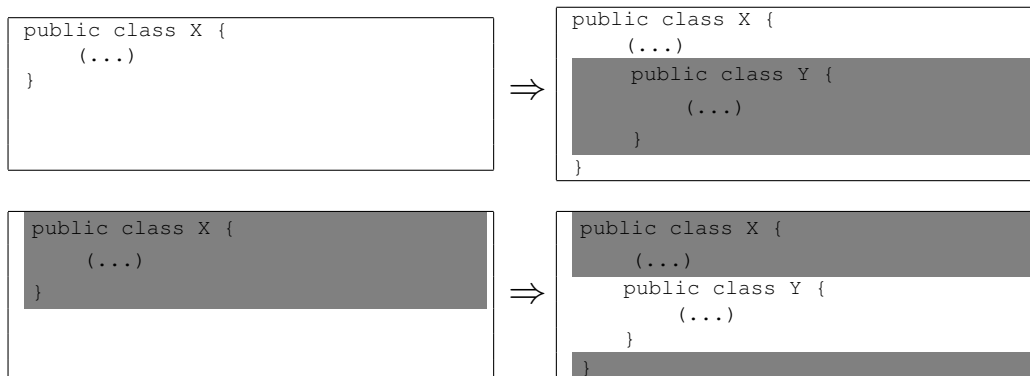 public class X {
(...)
}
⇒
public class X {
(...)
public class Y {
(...)
}
}
public class X {
(...)
}
⇒
public class X {
(...)
public class Y {
(...)
}
}